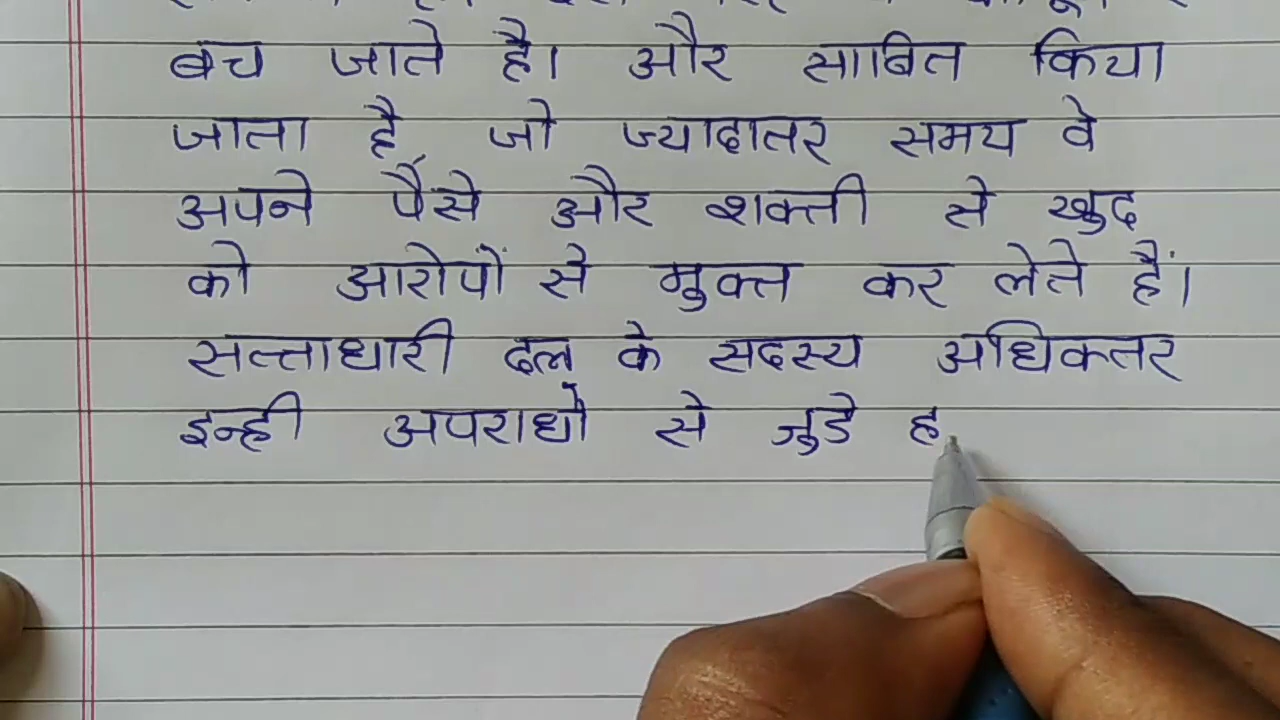 बच जाते है। और साबित किया
जाता है जो ज्यादातर समय वे
अपने पैसे और शक्ती से खुद
को आरोपों से मुक्त कर लेते हैं।
सत्ताधारी दल के सदस्य अधिकतर
इन्ही अपराधों से जुडे ह